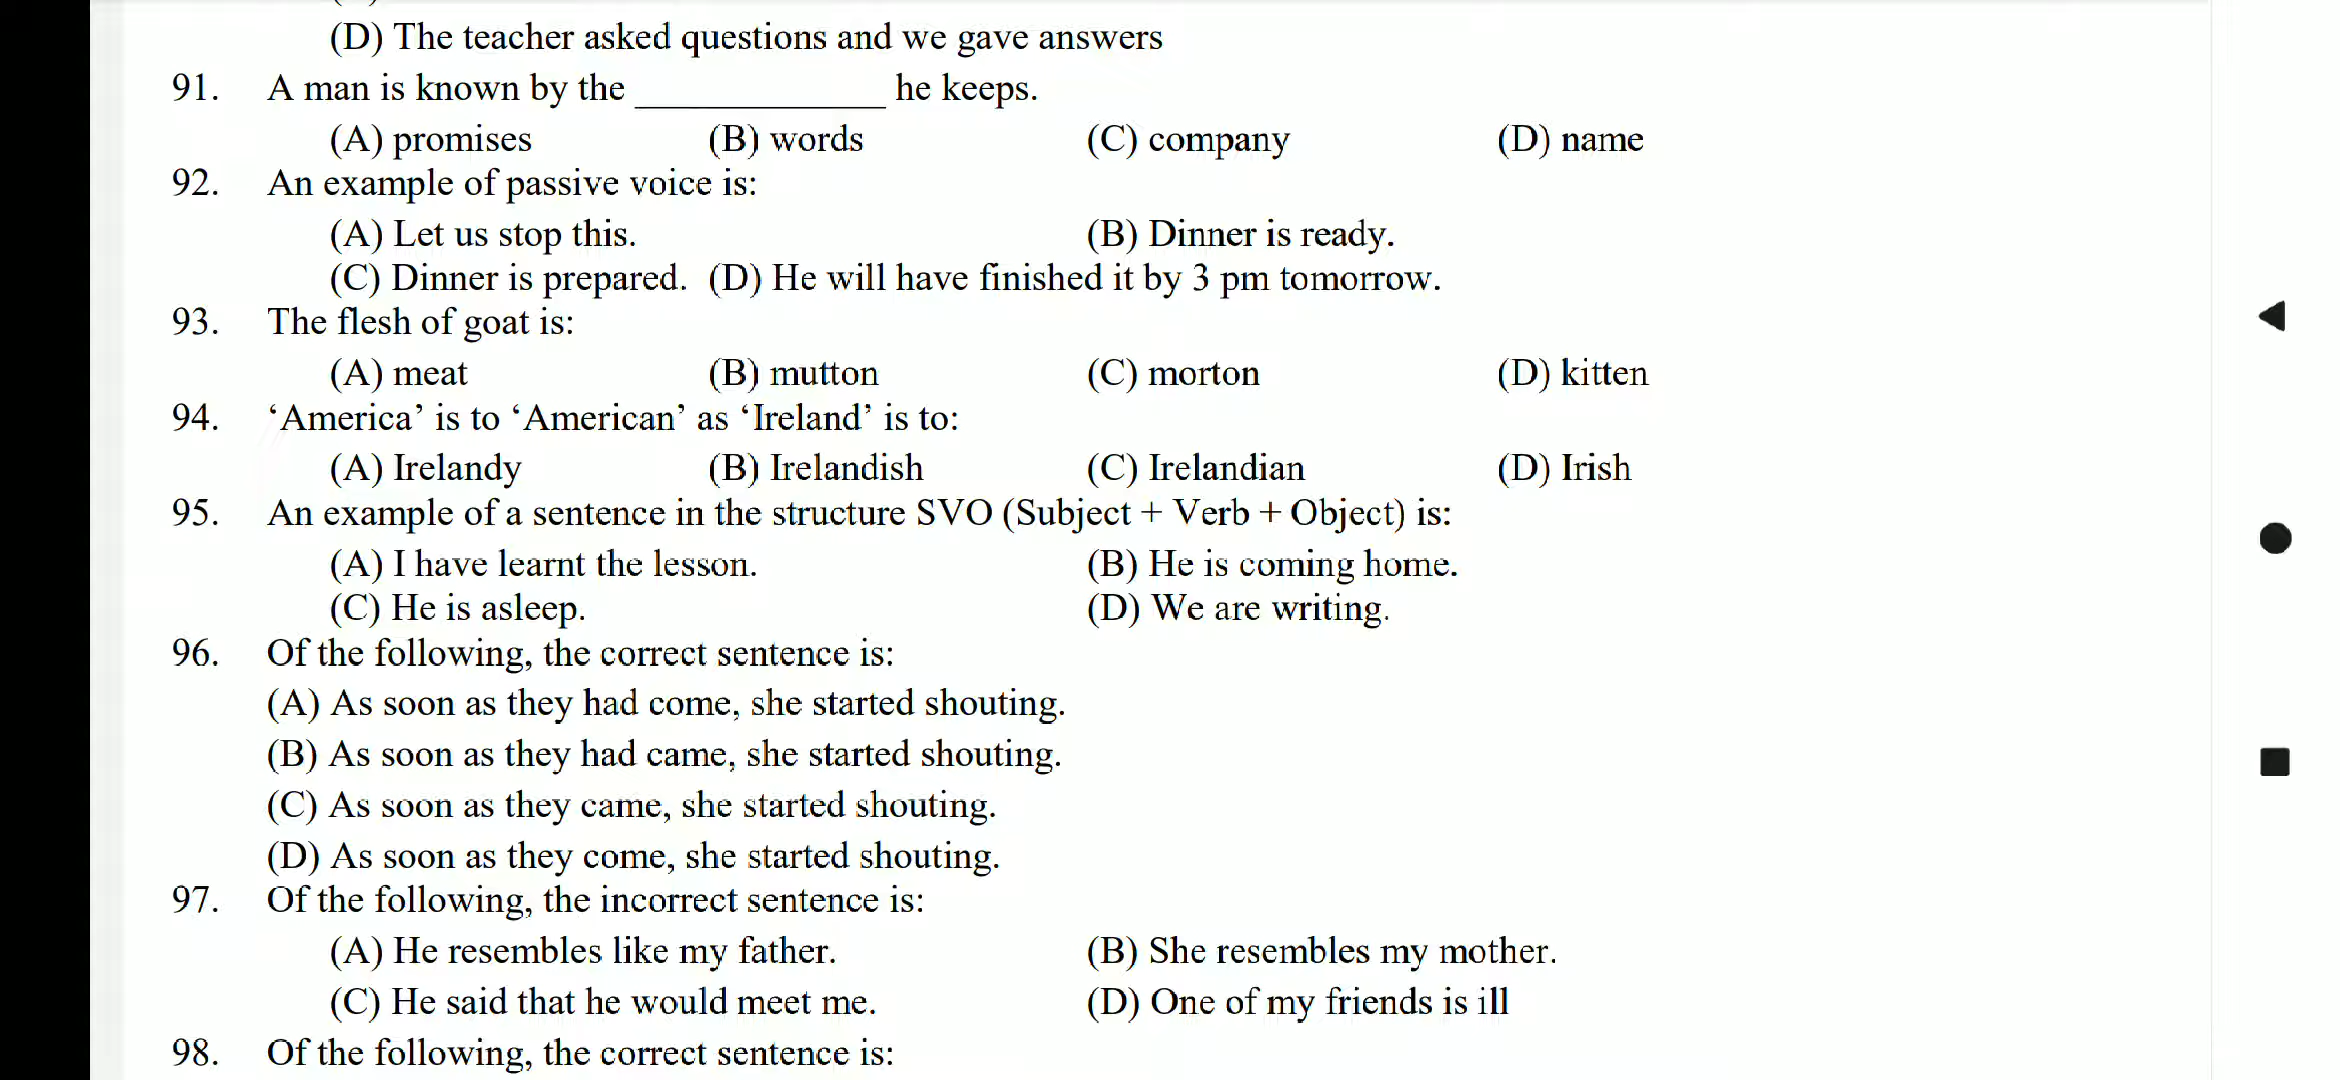 (D) The teacher asked questions and we gave answers
91. A man is known by the _____________ he keeps.
(A) promises (B) words (C) company (D) name
92. An example of passive voice is:
(A) Let us stop this. (B) Dinner is ready.
(C) Dinner is prepared. (D) He will have finished it by 3 pm tomorrow.
93. The flesh of goat is:
(A) meat (B) mutton (C) morton (D) kitten
94. ‘America’ is to ‘American’ as ‘Ireland’ is to:
(A) Irelandy (B) Irelandish (C) Irelandian (D) Irish
95. An example of a sentence in the structure SVO (Subject + Verb + Object) is:
(A) I have learnt the lesson. (B) He is coming home.
(C) He is asleep. (D) We are writing.
96. Of the following, the correct sentence is:
(A) As soon as they had come, she started shouting.
(B) As soon as they had came, she started shouting.
(C) As soon as they came, she started shouting.
(D) As soon as they come, she started shouting.
97. Of the following, the incorrect sentence is:
(A) He resembles like my father. (B) She resembles my mother.
(C) He said that he would meet me. (D) One of my friends is ill
98. Of the following, the correct sentence is: